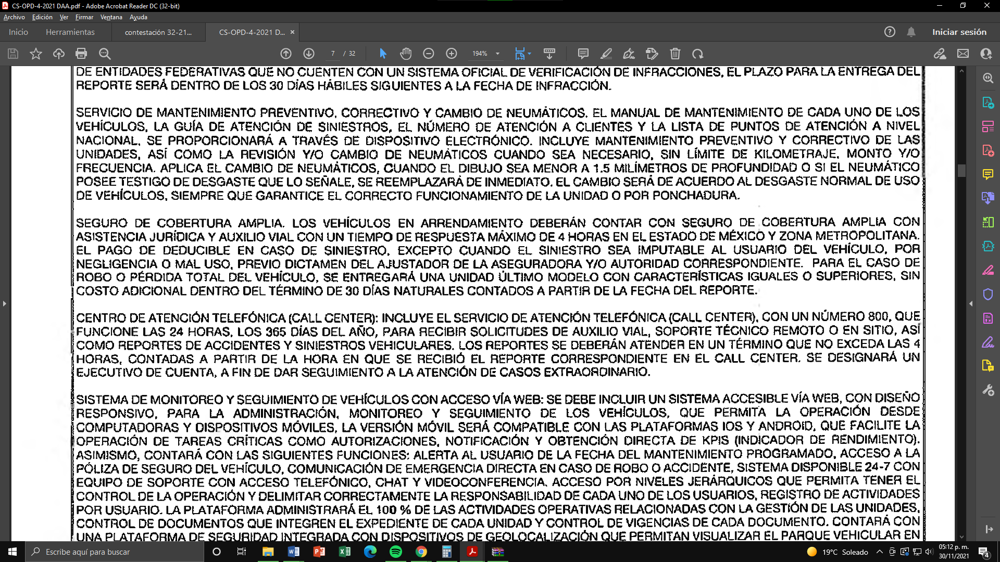 CS-OPD-4-2021 DAA.pdf - Adobe Acrobat Reader DC (32-bit)
Archivo Edición Ver Firmar Ventana Ayuda
Inicio Herramientas contestación 32-21... CS-OPD-4-2021 D... × Iniciar sesión
7 / 32 194%
DE ENTIDADES FEDERATIVAS QUE NO CUENTEN CON UN SISTEMA OFICIAL DE VERIFICACIÓN DE INFRACCIONES, EL PLAZO PARA LA ENTREGA DEL
REPORTE SERÁ DENTRO DE LOS 30 DÍAS HÁBILES SIGUIENTES A LA FECHA DE INFRACCIÓN.
SERVICIO DE MANTENIMIENTO PREVENTIVO, CORRECTIVO Y CAMBIO DE NEUMÁTICOS. EL MANUAL DE MANTENIMIENTO DE CADA UNO DE LOS
VEHÍCULOS, LA GUÍA DE ATENCIÓN DE SINIESTROS, EL NÚMERO DE ATENCIÓN A CLIENTES Y LA LISTA DE PUNTOS DE ATENCIÓN A NIVEL
NACIONAL, SE PROPORCIONARÁ A TRAVÉS DE DISPOSITIVO ELECTRÓNICO. INCLUYE MANTENIMIENTO PREVENTIVO Y CORRECTIVO DE LAS
UNIDADES, ASÍ COMO LA REVISIÓN Y/O CAMBIO DE NEUMÁTICOS CUANDO SEA NECESARIO, SIN LÍMITE DE KILOMETRAJE, MONTO Y/O
FRECUENCIA. APLICA EL CAMBIO DE NEUMÁTICOS, CUANDO EL DIBUJO SEA MENOR A 1.5 MILÍMETROS DE PROFUNDIDAD O SI EL NEUMÁTICO
POSEE TESTIGO DE DESGASTE QUE LO SEÑALE, SE REEMPLAZARÁ DE INMEDIATO. EL CAMBIO SERÁ DE ACUERDO AL DESGASTE NORMAL DE USO
DE VEHÍCULOS, SIEMPRE QUE GARANTICE EL CORRECTO FUNCIONAMIENTO DE LA UNIDAD O POR PONCHADURA.
SEGURO DE COBERTURA AMPLIA. LOS VEHÍCULOS EN ARRENDAMIENTO DEBERÁN CONTAR CON SEGURO DE COBERTURA AMPLIA CON
ASISTENCIA JURÍDICA Y AUXILIO VIAL CON UN TIEMPO DE RESPUESTA MÁXIMO DE 4 HORAS EN EL ESTADO DE MÉXICO Y ZONA METROPOLITANA.
EL PAGO DE DEDUCIBLE EN CASO DE SINIESTRO, EXCEPTO CUANDO EL SINIESTRO SEA IMPUTABLE AL USUARIO DEL VEHÍCULO, POR
NEGLIGENCIA O MAL USO, PREVIO DICTAMEN DEL AJUSTADOR DE LA ASEGURADORA Y/O AUTORIDAD CORRESPONDIENTE. PARA EL CASO DE
ROBO O PÉRDIDA TOTAL DEL VEHÍCULO, SE ENTREGARÁ UNA UNIDAD ÚLTIMO MODELO CON CARACTERÍSTICAS IGUALES O SUPERIORES, SIN
COSTO ADICIONAL DENTRO DEL TÉRMINO DE 30 DÍAS NATURALES CONTADOS A PARTIR DE LA FECHA DEL REPORTE.
CENTRO DE ATENCIÓN TELEFÓNICA (CALL CENTER): INCLUYE EL SERVICIO DE ATENCIÓN TELEFÓNICA (CALL CENTER), CON UN NÚMERO 800, QUE
FUNCIONE LAS 24 HORAS, LOS 365 DÍAS DEL AÑO, PARA RECIBIR SOLICITUDES DE AUXILIO VIAL, SOPORTE TÉCNICO REMOTO O EN SITIO, ASÍ
COMO REPORTES DE ACCIDENTES Y SINIESTROS VEHICULARES. LOS REPORTES SE DEBERÁN ATENDER EN UN TÉRMINO QUE NO EXCEDA LAS 4
HORAS, CONTADAS A PARTIR DE LA HORA EN QUE SE RECIBIÓ EL REPORTE CORRESPONDIENTE EN EL CALL CENTER. SE DESIGNARÁ UN
EJECUTIVO DE CUENTA, A FIN DE DAR SEGUIMIENTO A LA ATENCIÓN DE CASOS EXTRAORDINARIO.
SISTEMA DE MONITOREO Y SEGUIMIENTO DE VEHÍCULOS CON ACCESO VÍA WEB: SE DEBE INCLUIR UN SISTEMA ACCESIBLE VÍA WEB, CON DISEÑO
RESPONSIVO, PARA LA ADMINISTRACIÓN, MONITOREO Y SEGUIMIENTO DE LOS VEHÍCULOS, QUE PERMITA LA OPERACIÓN DESDE
COMPUTADORAS Y DISPOSITIVOS MÓVILES, LA VERSIÓN MÓVIL SERÁ COMPATIBLE CON LAS PLATAFORMAS IOS Y ANDROID, QUE FACILITE LA
OPERACIÓN DE TAREAS CRÍTICAS COMO AUTORIZACIONES, NOTIFICACIÓN Y OBTENCIÓN DIRECTA DE KPIS (INDICADOR DE RENDIMIENTO).
ASIMISMO, CONTARÁ CON LAS SIGUIENTES FUNCIONES: ALERTA AL USUARIO DE LA FECHA DEL MANTENIMIENTO PROGRAMADO, ACCESO A LA
PÓLIZA DE SEGURO DEL VEHÍCULO, COMUNICACIÓN DE EMERGENCIA DIRECTA EN CASO DE ROBO O ACCIDENTE, SISTEMA DISPONIBLE 24-7 CON
EQUIPO DE SOPORTE CON ACCESO TELEFÓNICO, CHAT Y VIDEOCONFERENCIA. ACCESO POR NIVELES JERÁRQUICOS QUE PERMITA TENER EL
CONTROL DE LA OPERACIÓN Y DELIMITAR CORRECTAMENTE LA RESPONSABILIDAD DE CADA UNO DE LOS USUARIOS, REGISTRO DE ACTIVIDADES
POR USUARIO. LA PLATAFORMA ADMINISTRARÁ EL 100 % DE LAS ACTIVIDADES OPERATIVAS RELACIONADAS CON LA GESTIÓN DE LAS UNIDADES,
CONTROL DE DOCUMENTOS QUE INTEGREN EL EXPEDIENTE DE CADA UNIDAD Y CONTROL DE VIGENCIAS DE CADA DOCUMENTO. CONTARÁ CON
UNA PLATAFORMA DE SEGURIDAD INTEGRADA CON DISPOSITIVOS DE GEOLOCALIZACIÓN QUE PERMITAN VISUALIZAR EL PARQUE VEHICULAR EN
Escribe aquí para buscar
19°C Soleado
05:12 p. m.
30/11/2021
4